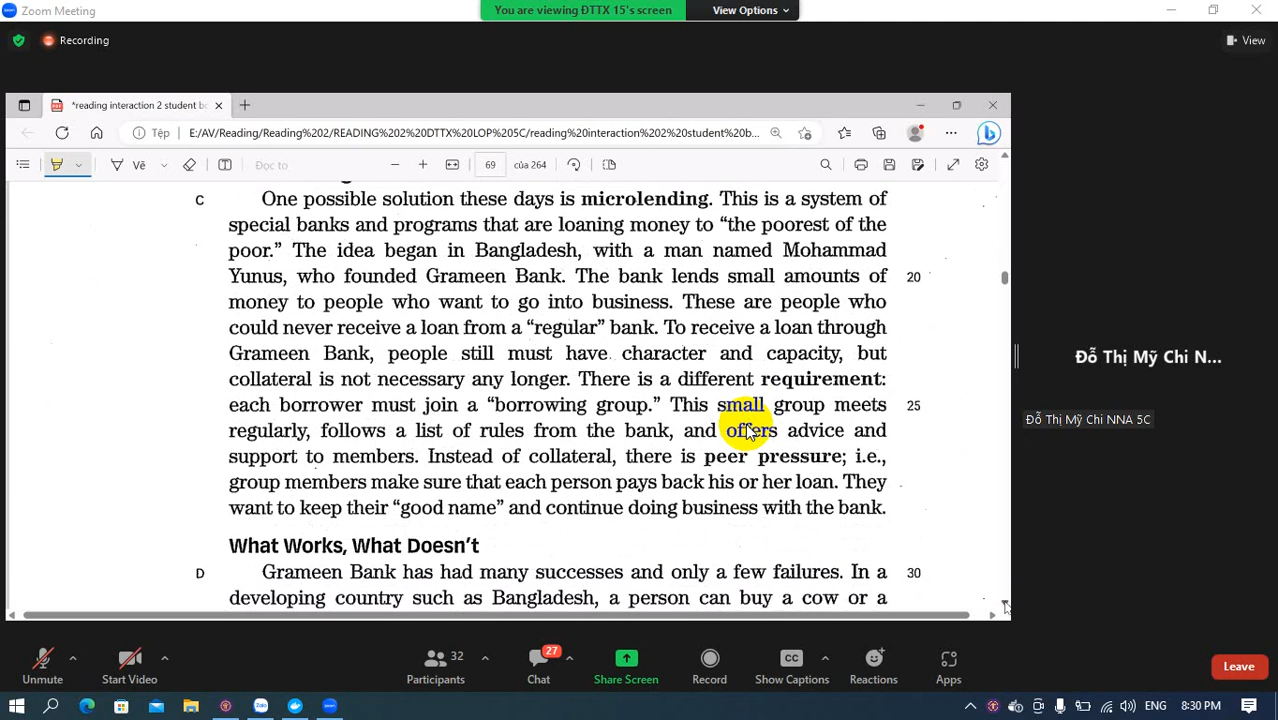 Zoom Meeting
You are viewing ĐTTX 15's screen
View Options
Recording
View
*reading interaction 2 student bo
Tệp
E:/AV/Reading/Reading%202/READING%202%20DTTX%20LOP%205C/reading%20interaction%202%20student%20b...
Vẽ
Đọc to
69
của 264
C
One possible solution these days is microlending. This is a system of
special banks and programs that are loaning money to "the poorest of the
poor." The idea began in Bangladesh, with a man named Mohammad
Yunus, who founded Grameen Bank. The bank lends small amounts of
20
money to people who want to go into business. These are people who
could never receive a loan from a "regular" bank. To receive a loan through
Grameen Bank, people still must have character and capacity, but
collateral is not necessary any longer. There is a different requirement:
each borrower must join a "borrowing group." This small group meets
25
regularly, follows a list of rules from the bank, and offers advice and
support to members. Instead of collateral, there is peer pressure; i.e.,
group members make sure that each person pays back his or her loan. They
want to keep their "good name" and continue doing business with the bank.
What Works, What Doesn't
D
Grameen Bank has had many successes and only a few failures. In a
30
developing country such as Bangladesh, a person can buy a cow or a
Đỗ Thị Mỹ Chi N...
Đỗ Thị Mỹ Chi NNA 5C
Unmute
Start Video
32
Participants
27
Chat
Share Screen
Record
CC
Show Captions
Reactions
Apps
Leave
ENG
8:30 PM